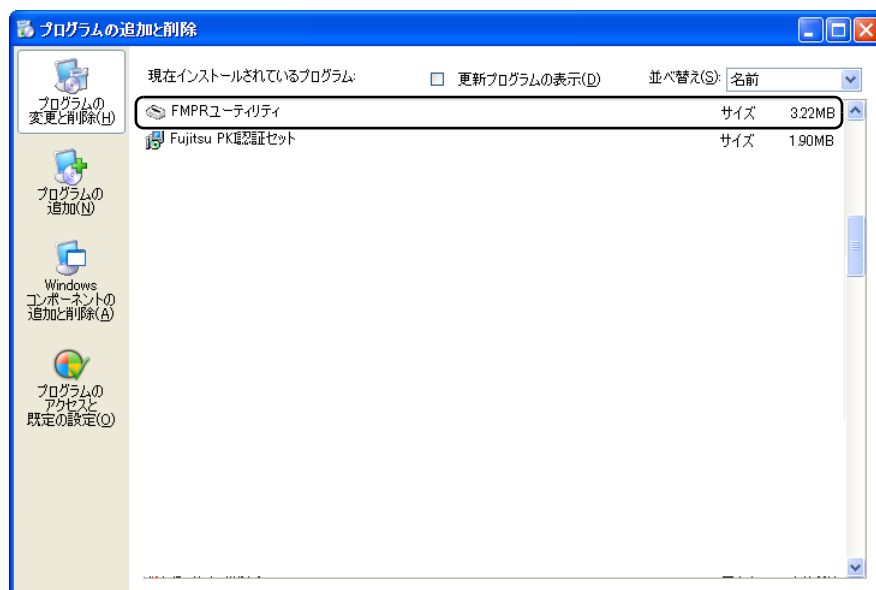 プログラムの追加と削除
プログラムの
変更と削除(H)
現在インストールされているプログラム:
更新プログラムの表示(D)
並べ替え(S):
名前
FMPRユーティリティ
サイズ 3.22MB
Fujitsu PKI認証セット
サイズ 1.90MB
プログラムの
追加(N)
Windows
コンポーネントの
追加と削除(A)
プログラムの
アクセスと
既定の設定(O)